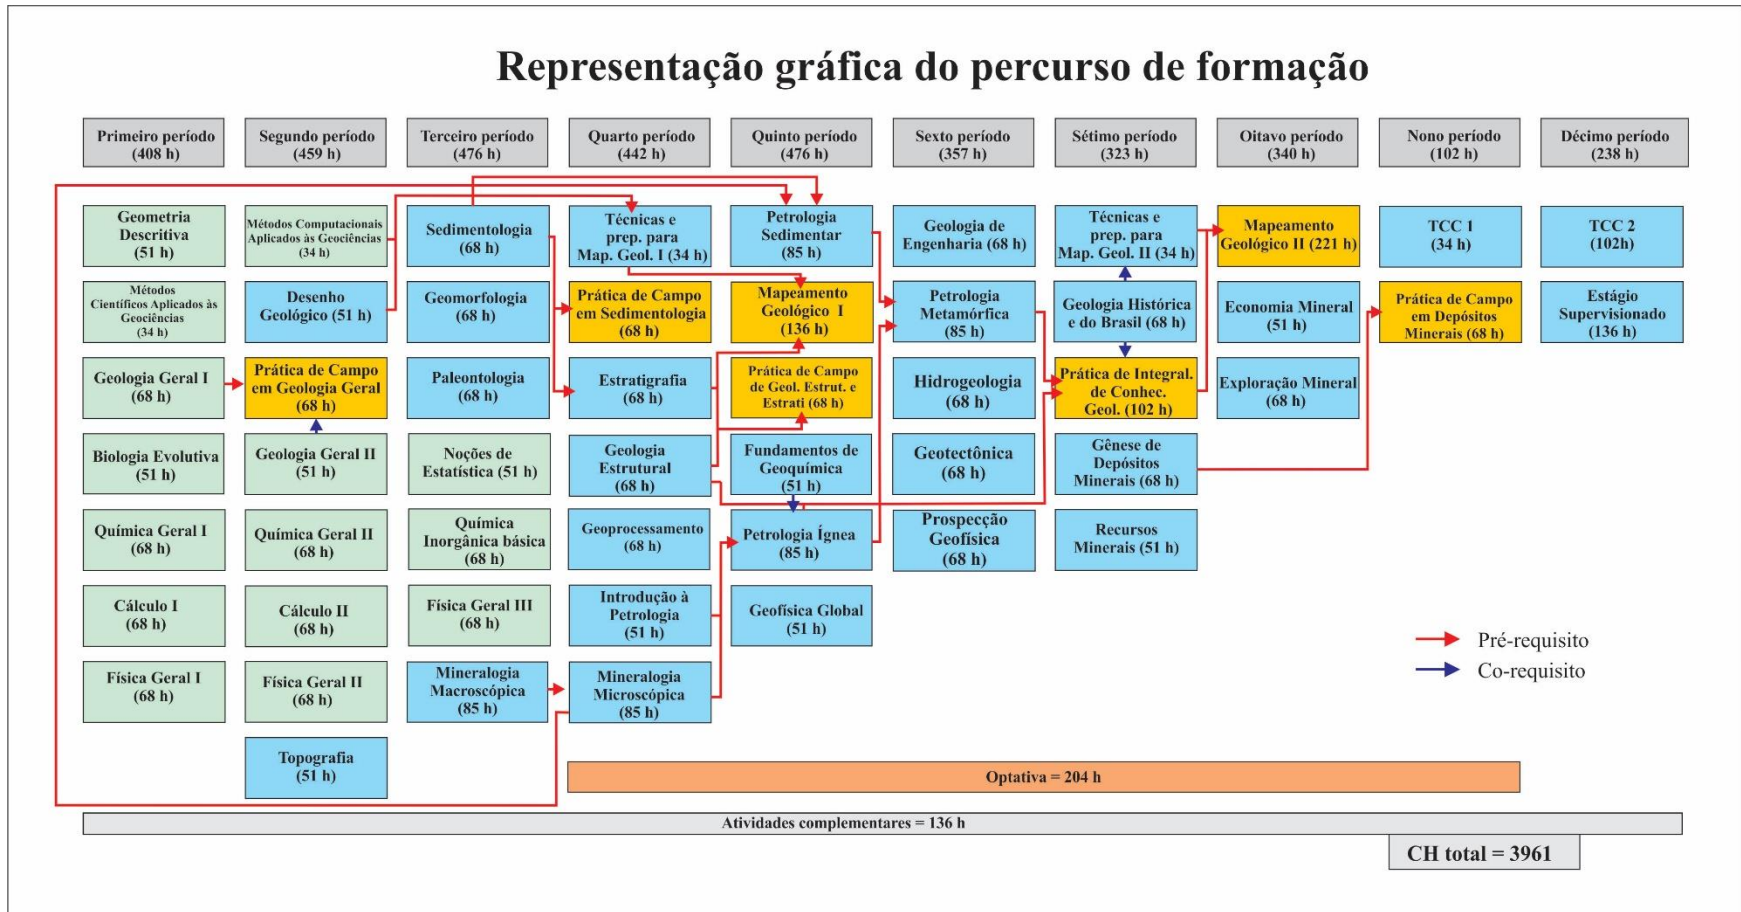 Representação gráfica do percurso de formação
Primeiro período
(408 h)
Segundo período
(459 h)
Terceiro período
(476 h)
Quarto período
(442 h)
Quinto período
(476 h)
Sexto período
(357 h)
Sétimo período
(323 h)
Oitavo período
(340 h)
Nono período
(102 h)
Décimo período
(238 h)
Geometria
Descritiva
(51 h)
Métodos Computacionais
Aplicados às Geociências
(34 h)
Sedimentologia
(68 h)
Técnicas e
prep. para
Map. Geol. I (34 h)
Petrologia
Sedimentar
(85 h)
Geologia de
Engenharia (68 h)
Técnicas e
prep. para
Map. Geol. II (34 h)
Mapeamento
Geológico II (221 h)
TCC 1
(34 h)
TCC 2
(102h)
Métodos
Científicos Aplicados às
Geociências
(34 h)
Desenho
Geológico (51 h)
Geomorfologia
(68 h)
Prática de Campo
em Sedimentologia
(68 h)
Mapeamento
Geológico I
(136 h)
Petrologia
Metamórfica
(85 h)
Geologia Histórica
e do Brasil (68 h)
Economia Mineral
(51 h)
Prática de Campo
em Depósitos
Minerais (68 h)
Estágio
Supervisionado
(136 h)
Geologia Geral I
(68 h)
Prática de Campo
em Geologia Geral
(68 h)
Paleontologia
(68 h)
Estratigrafia
(68 h)
Prática de Campo
de Geol. Estrut. e
Estrati (68 h)
Hidrogeologia
(68 h)
Prática de Integral.
de Conhec.
Geol. (102 h)
Exploração Mineral
(68 h)
Biologia Evolutiva
(51 h)
Geologia Geral II
(51 h)
Noções de
Estatística (51 h)
Geologia
Estrutural
(68 h)
Fundamentos de
Geoquímica
(51 h)
Geotectônica
(68 h)
Gênese de
Depósitos
Minerais (68 h)
Química Geral I
(68 h)
Química Geral II
(68 h)
Química
Inorgânica básica
(68 h)
Geoprocessamento
(68 h)
Petrologia Ígnea
(85 h)
Prospecção
Geofísica
(68 h)
Recursos
Minerais (51 h)
Cálculo I
(68 h)
Cálculo II
(68 h)
Física Geral III
(68 h)
Introdução à
Petrologia
(51 h)
Geofísica Global
(51 h)
Física Geral I
(68 h)
Física Geral II
(68 h)
Mineralogia
Macroscópica
(85 h)
Mineralogia
Microscópica
(85 h)
Pré-requisito
Co-requisito
Topografia
(51 h)
Optativa = 204 h
Atividades complementares = 136 h
CH total = 3961